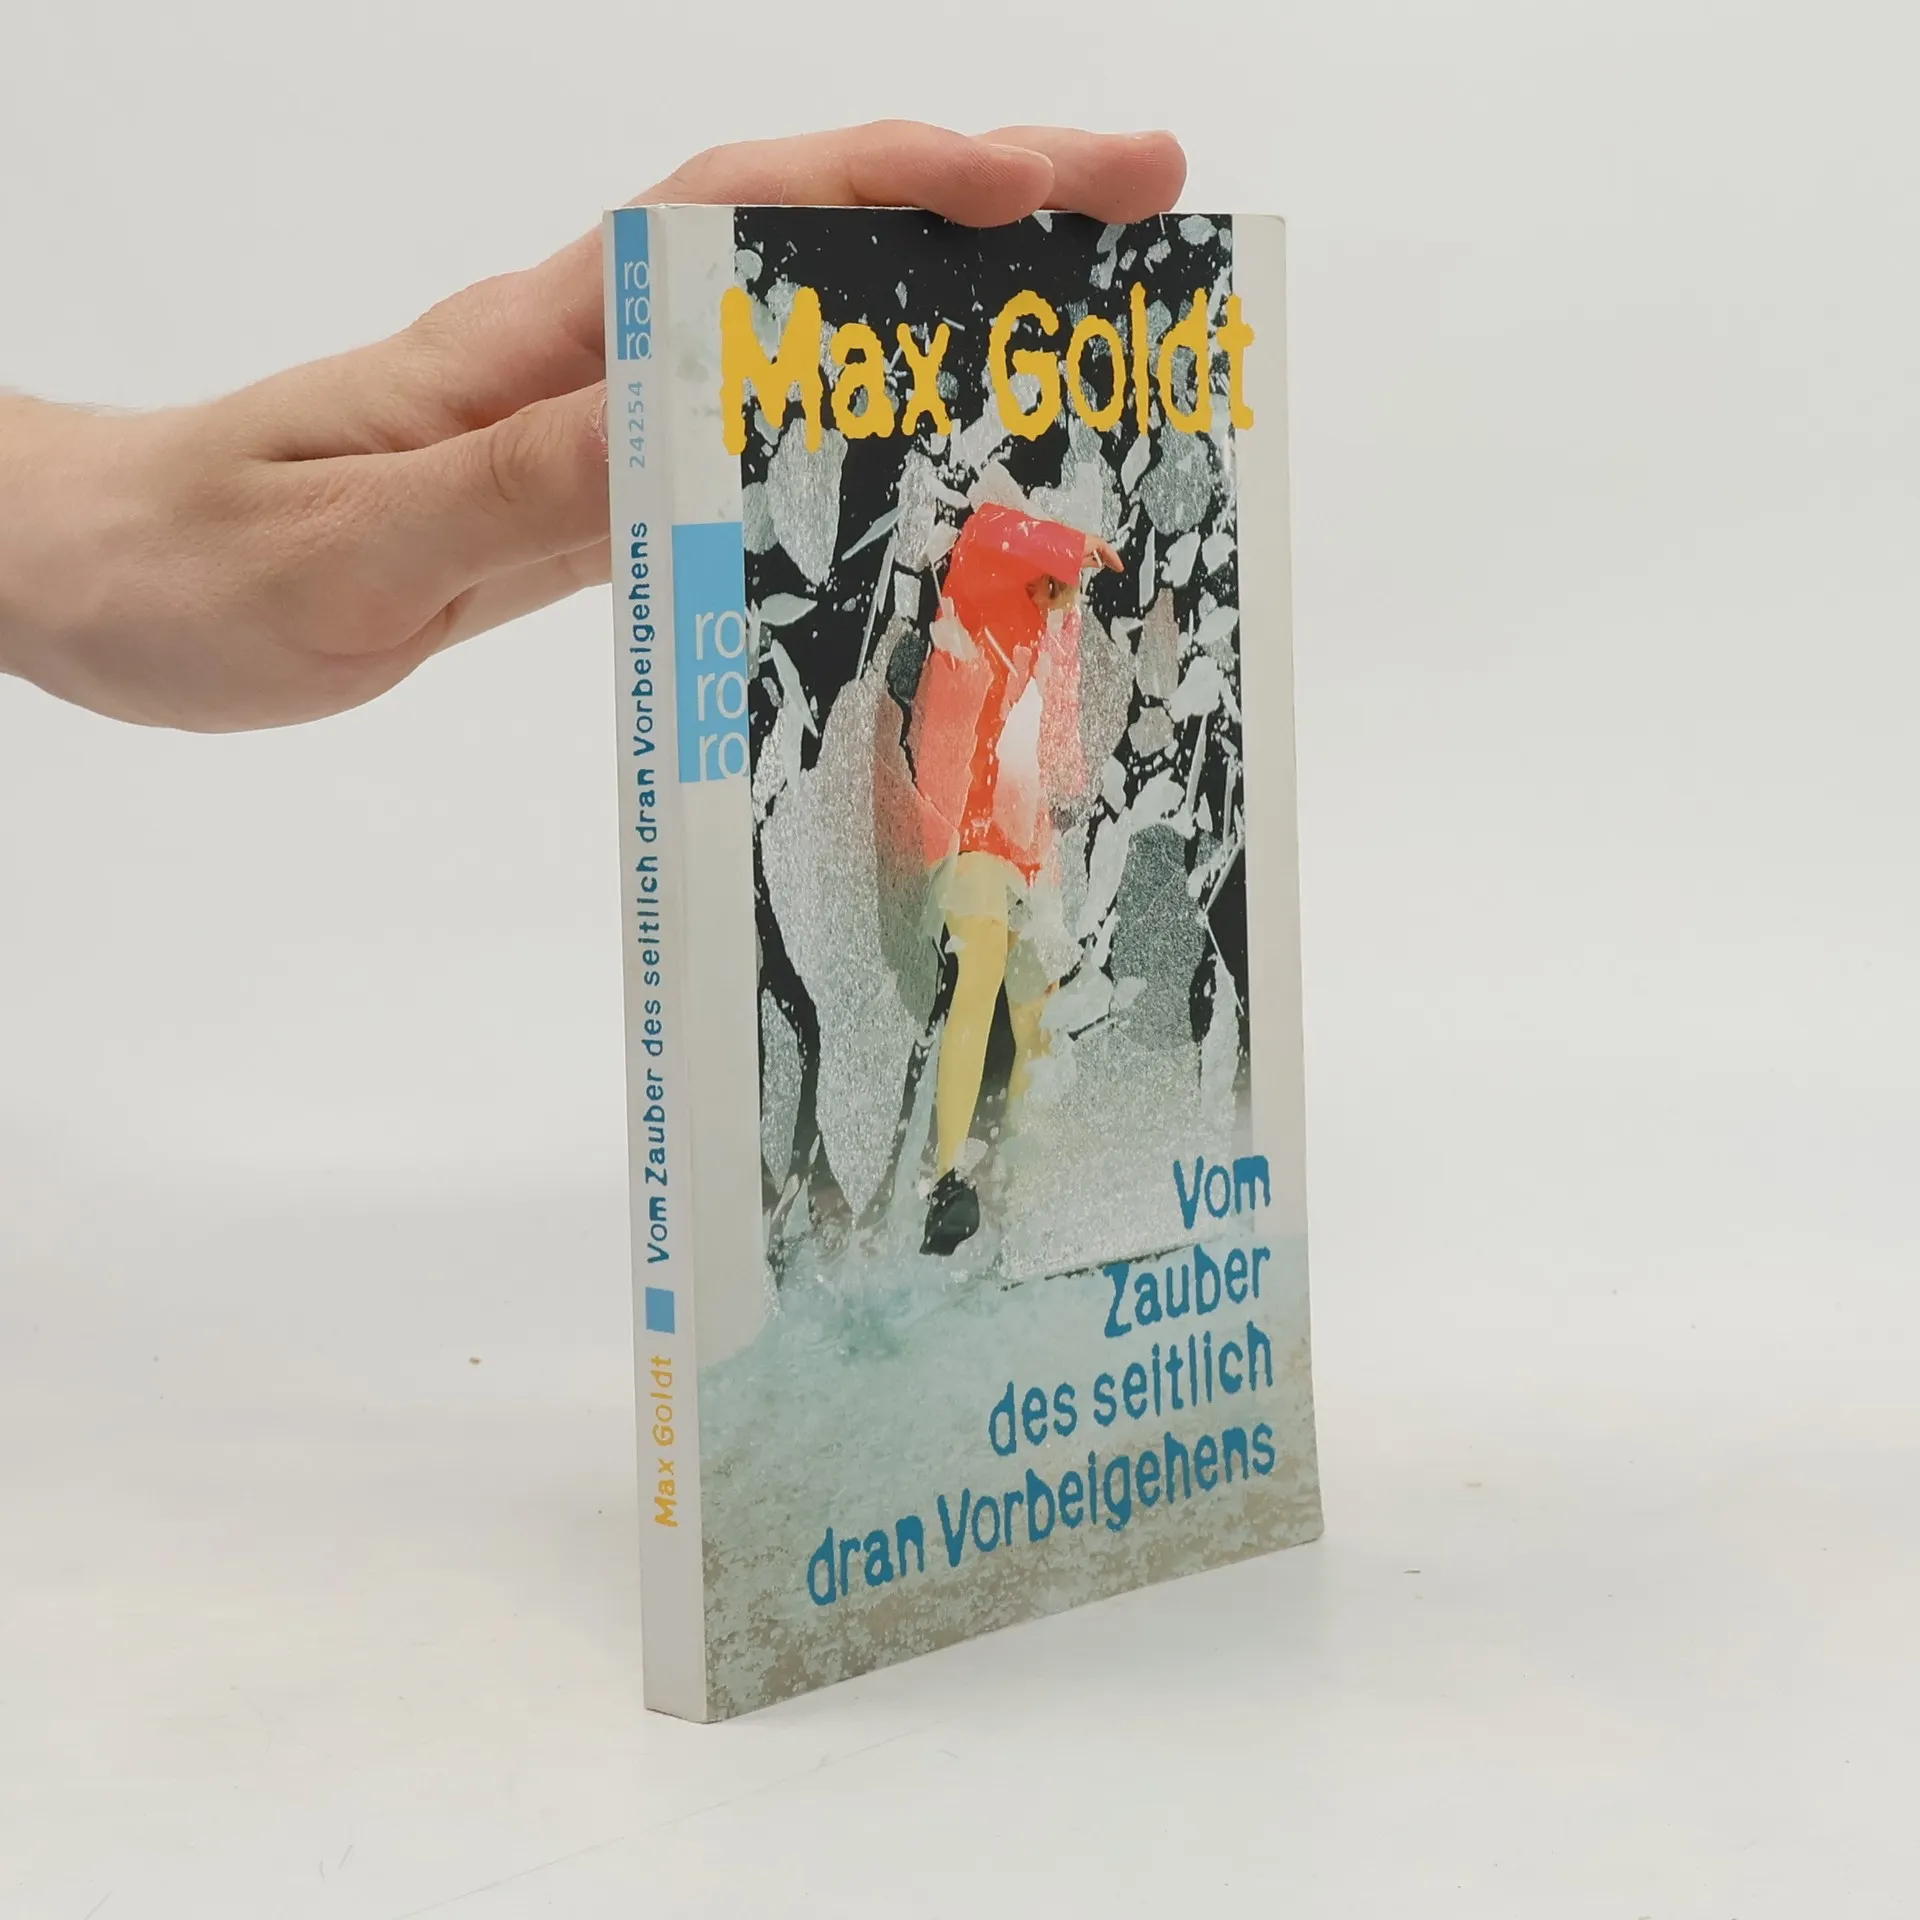 ro
ro
ro
24254
Vom Zauber des seitlich dran Vorbeigehens
Max Goldt
Max Goldt
ro
ro
ro
Vom
Zauber
des seitlich
dran Vorbeigehens